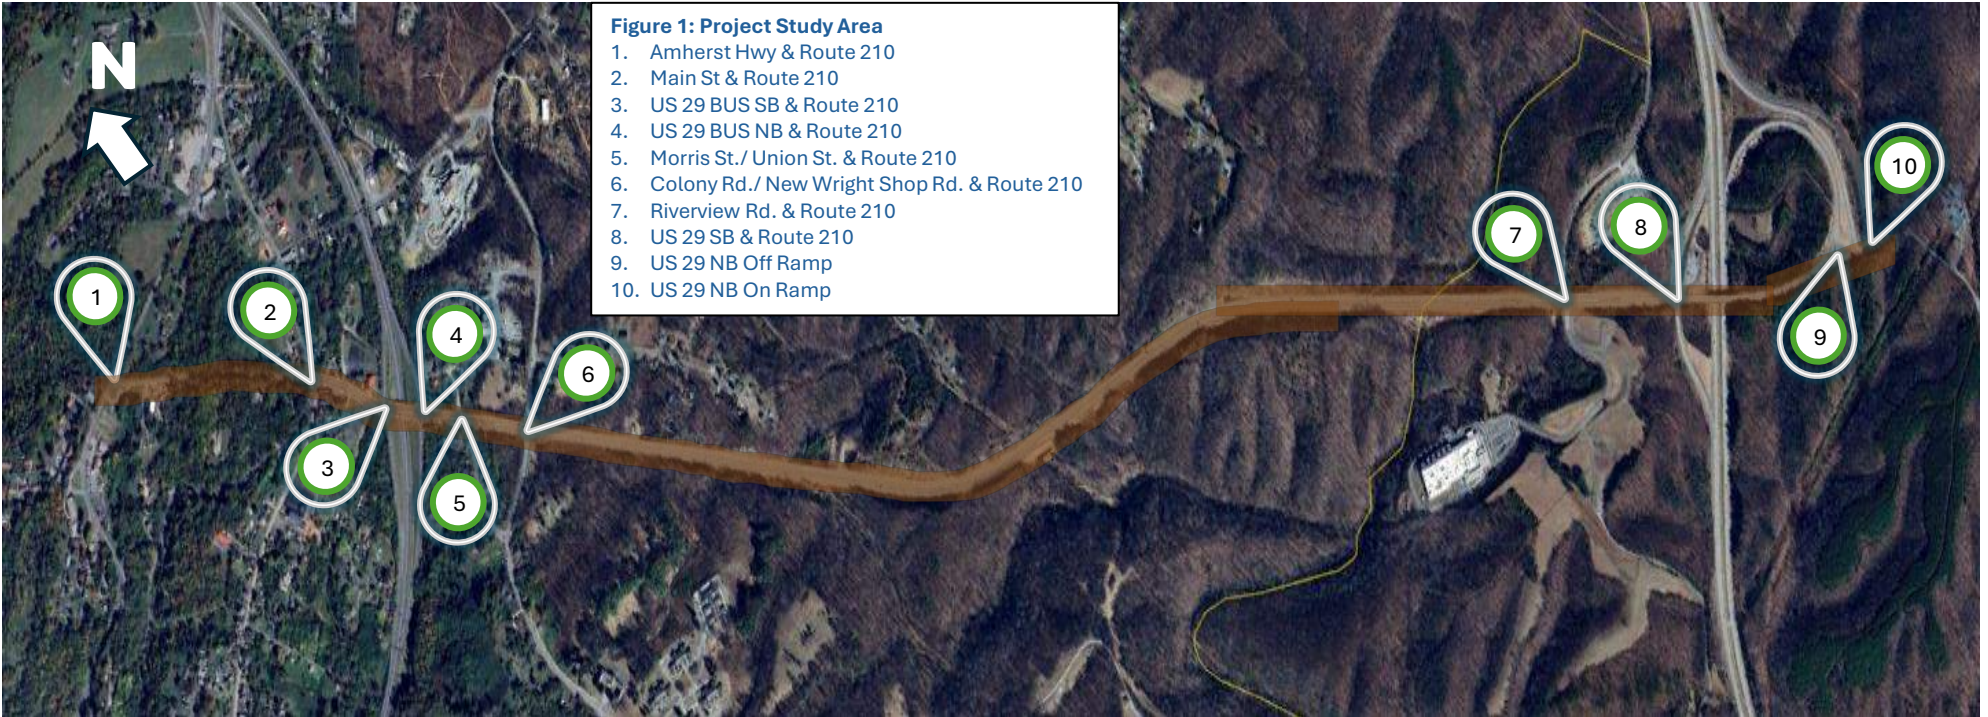 N
Figure 1: Project Study Area
1. Amherst Hwy & Route 210
2. Main St & Route 210
3. US 29 BUS SB & Route 210
4. US 29 BUS NB & Route 210
5. Morris St./ Union St. & Route 210
6. Colony Rd./ New Wright Shop Rd. & Route 210
7. Riverview Rd. & Route 210
8. US 29 SB & Route 210
9. US 29 NB Off Ramp
10. US 29 NB On Ramp
1
2
3
4
5
6
7
8
9
10